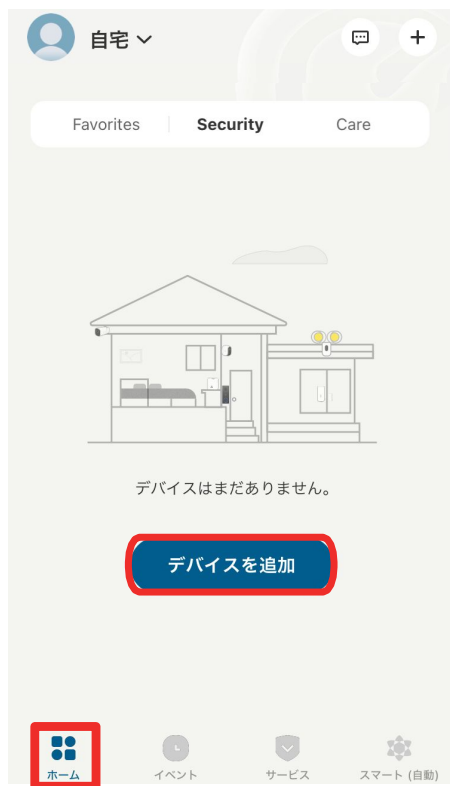 自宅
Favorites Security Care
デバイスはまだありません。
デバイスを追加
ホーム イベント サービス スマート (自動)